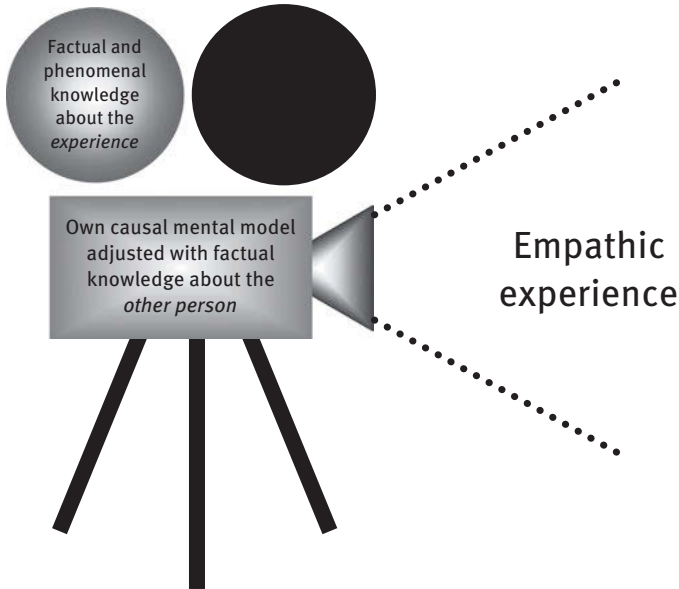 Factual and
phenomenal
knowledge
about the
experience
Own causal mental model
adjusted with factual
knowledge about the
other person
Empathic
experience